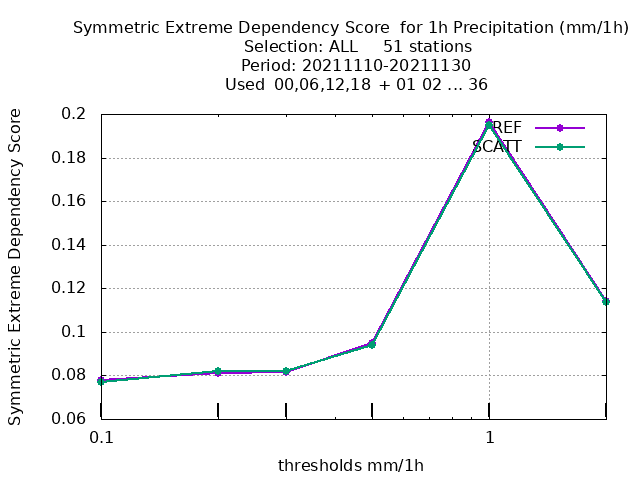 Symmetric Extreme Dependency Score for 1h Precipitation (mm/1h)
Selection: ALL 51 stations
Period: 20211110-20211130
Used 00,06,12,18 + 01 02 ... 36
Symmetric Extreme Dependency Score
0.2
0.18
0.16
0.14
0.12
0.1
0.08
0.06
REF
SCATT
0.1
1
thresholds mm/1h